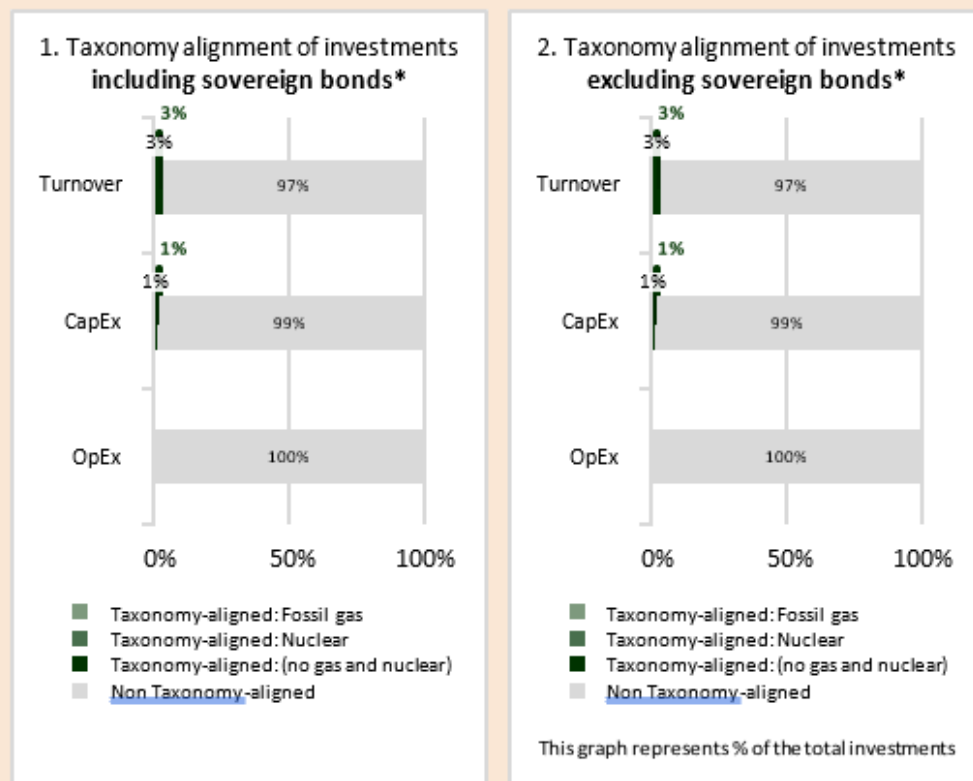 1. Taxonomy alignment of investments
including sovereign bonds*
3%
3%
Turnover
97%
1%
1%
CapEx
99%
OpEx
100%
0% 50% 100%
Taxonomy-aligned: Fossil gas
Taxonomy-aligned: Nuclear
Taxonomy-aligned: (no gas and nuclear)
Non Taxonomy-aligned
2. Taxonomy alignment of investments
excluding sovereign bonds*
3%
3%
Turnover
97%
1%
1%
CapEx
99%
OpEx
100%
0% 50% 100%
Taxonomy-aligned: Fossil gas
Taxonomy-aligned: Nuclear
Taxonomy-aligned: (no gas and nuclear)
Non Taxonomy-aligned
This graph represents % of the total investments